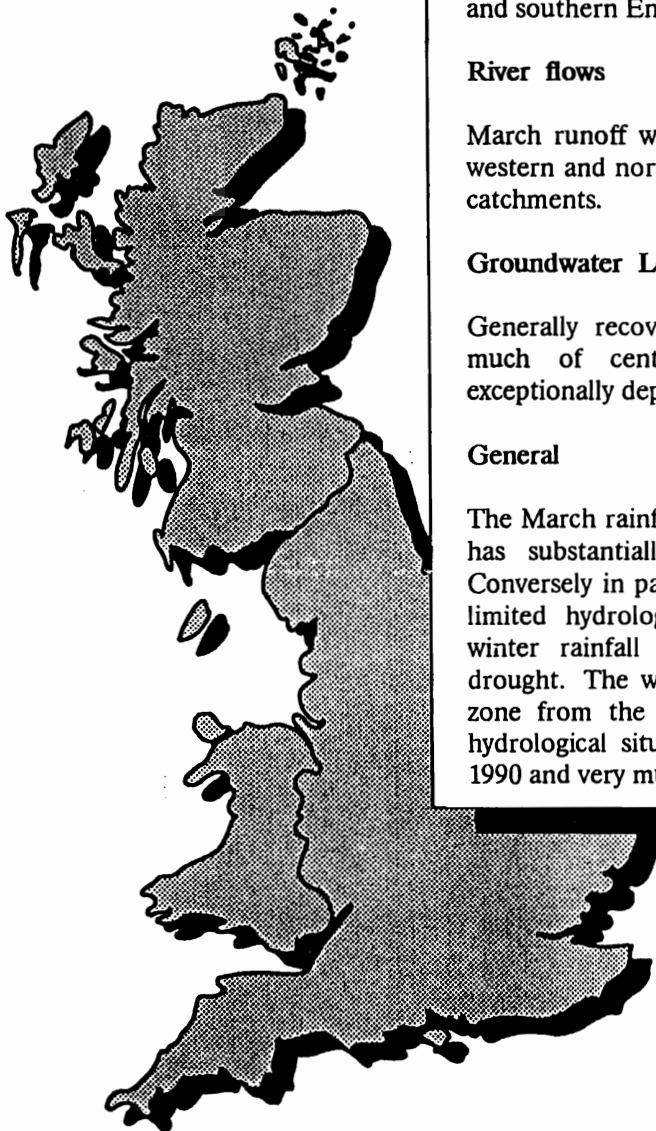 and southern En
River flows
March runoff w
western and nor
catchments.
Groundwater L
Generally recov
much of cent
exceptionally dep
General
The March rainf
has substantially
Conversely in pa
limited hydrolog
winter rainfall
drought. The w
zone from the
hydrological situ
1990 and very mu